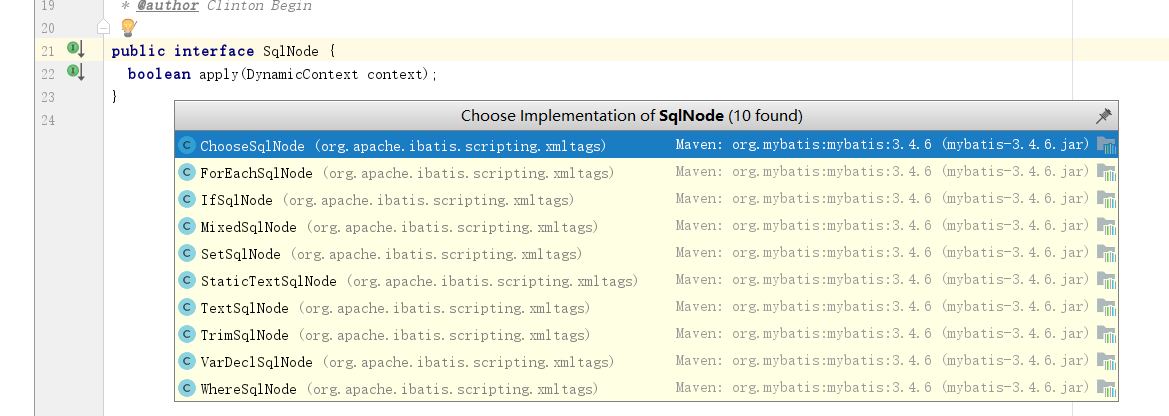 19 * @author Clinton Begin
20
21 public interface SqlNode {
22 boolean apply(DynamicContext context);
23 }
24
Choose Implementation of SqlNode (10 found)
C ChooseSqlNode (org.apache.ibatis.scripting.xmltags) Maven: org.mybatis:mybatis:3.4.6 (mybatis-3.4.6.jar)
C ForEachSqlNode (org.apache.ibatis.scripting.xmltags) Maven: org.mybatis:mybatis:3.4.6 (mybatis-3.4.6.jar)
C IfSqlNode (org.apache.ibatis.scripting.xmltags) Maven: org.mybatis:mybatis:3.4.6 (mybatis-3.4.6.jar)
C MixedSqlNode (org.apache.ibatis.scripting.xmltags) Maven: org.mybatis:mybatis:3.4.6 (mybatis-3.4.6.jar)
C SetSqlNode (org.apache.ibatis.scripting.xmltags) Maven: org.mybatis:mybatis:3.4.6 (mybatis-3.4.6.jar)
C StaticTextSqlNode (org.apache.ibatis.scripting.xmltags) Maven: org.mybatis:mybatis:3.4.6 (mybatis-3.4.6.jar)
C TextSqlNode (org.apache.ibatis.scripting.xmltags) Maven: org.mybatis:mybatis:3.4.6 (mybatis-3.4.6.jar)
C TrimSqlNode (org.apache.ibatis.scripting.xmltags) Maven: org.mybatis:mybatis:3.4.6 (mybatis-3.4.6.jar)
C VarDeclSqlNode (org.apache.ibatis.scripting.xmltags) Maven: org.mybatis:mybatis:3.4.6 (mybatis-3.4.6.jar)
C WhereSqlNode (org.apache.ibatis.scripting.xmltags) Maven: org.mybatis:mybatis:3.4.6 (mybatis-3.4.6.jar)